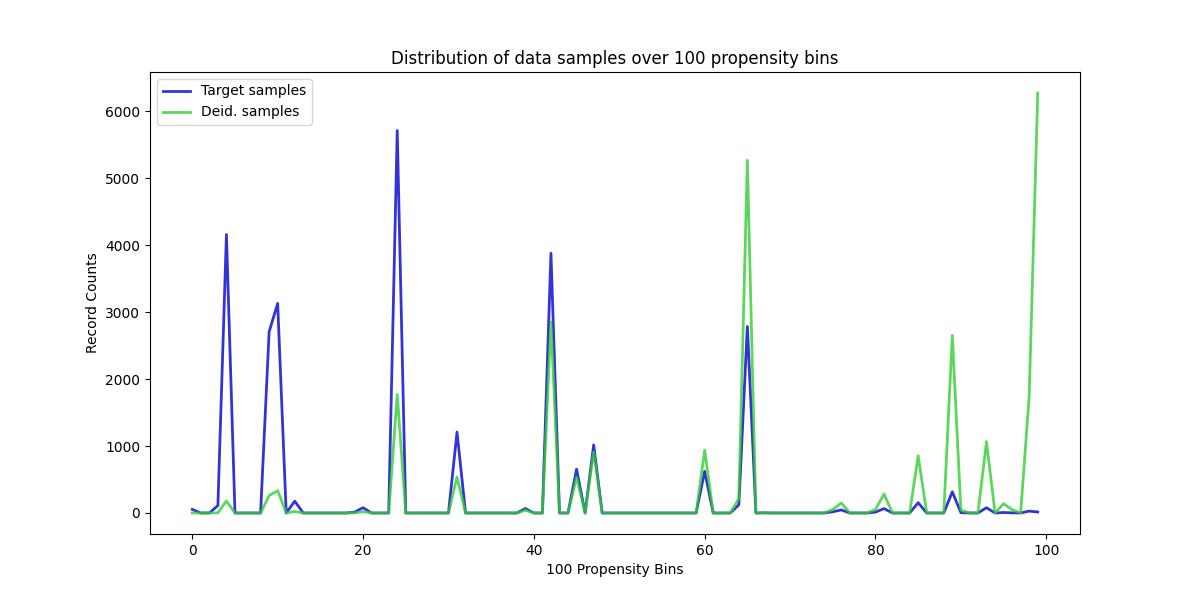 Distribution of data samples over 100 propensity bins
Target samples
Deid. samples
6000
5000
4000
3000
2000
1000
0
Record Counts
0 20 40 60 80 100
100 Propensity Bins